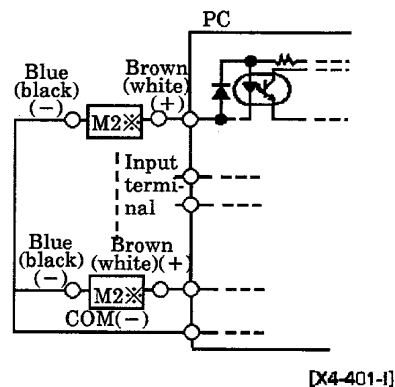 PC
Blue
(black)
(−)
Brown
(white)
(+)
M2※
Input
termi-
nal
Blue
(black)
(−)
Brown
(white)(+)
M2※
COM(−)
[X4-401-I]